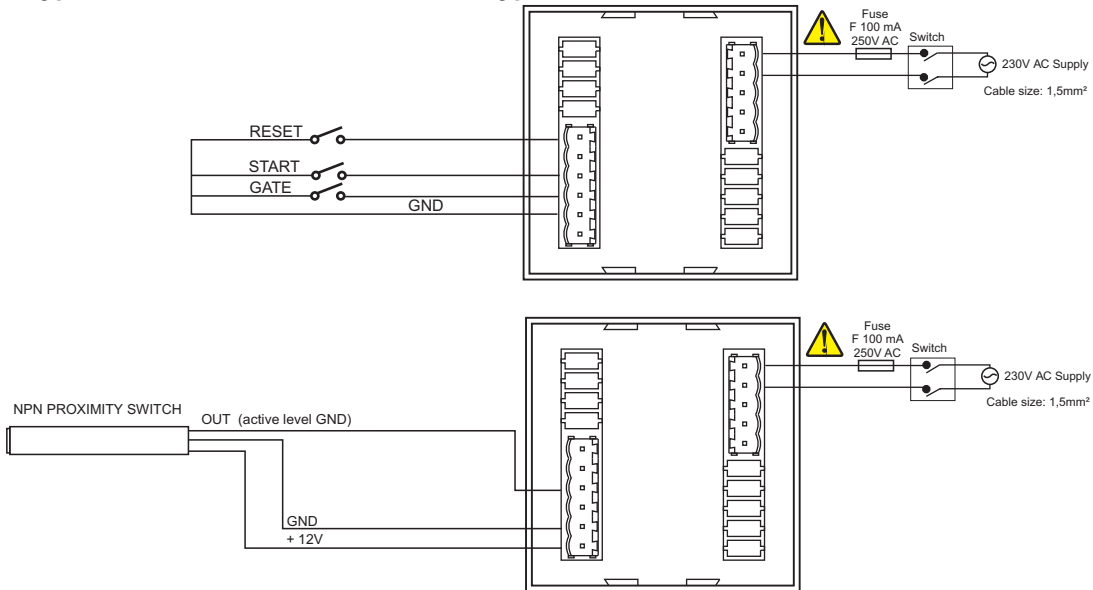 Fuse
F 100 mA
250V AC
Switch
230V AC Supply
Cable size: 1,5mm²
RESET
START
GATE
GND
Fuse
F 100 mA
250V AC
Switch
230V AC Supply
Cable size: 1,5mm²
NPN PROXIMITY SWITCH
OUT (active level GND)
GND
+ 12V